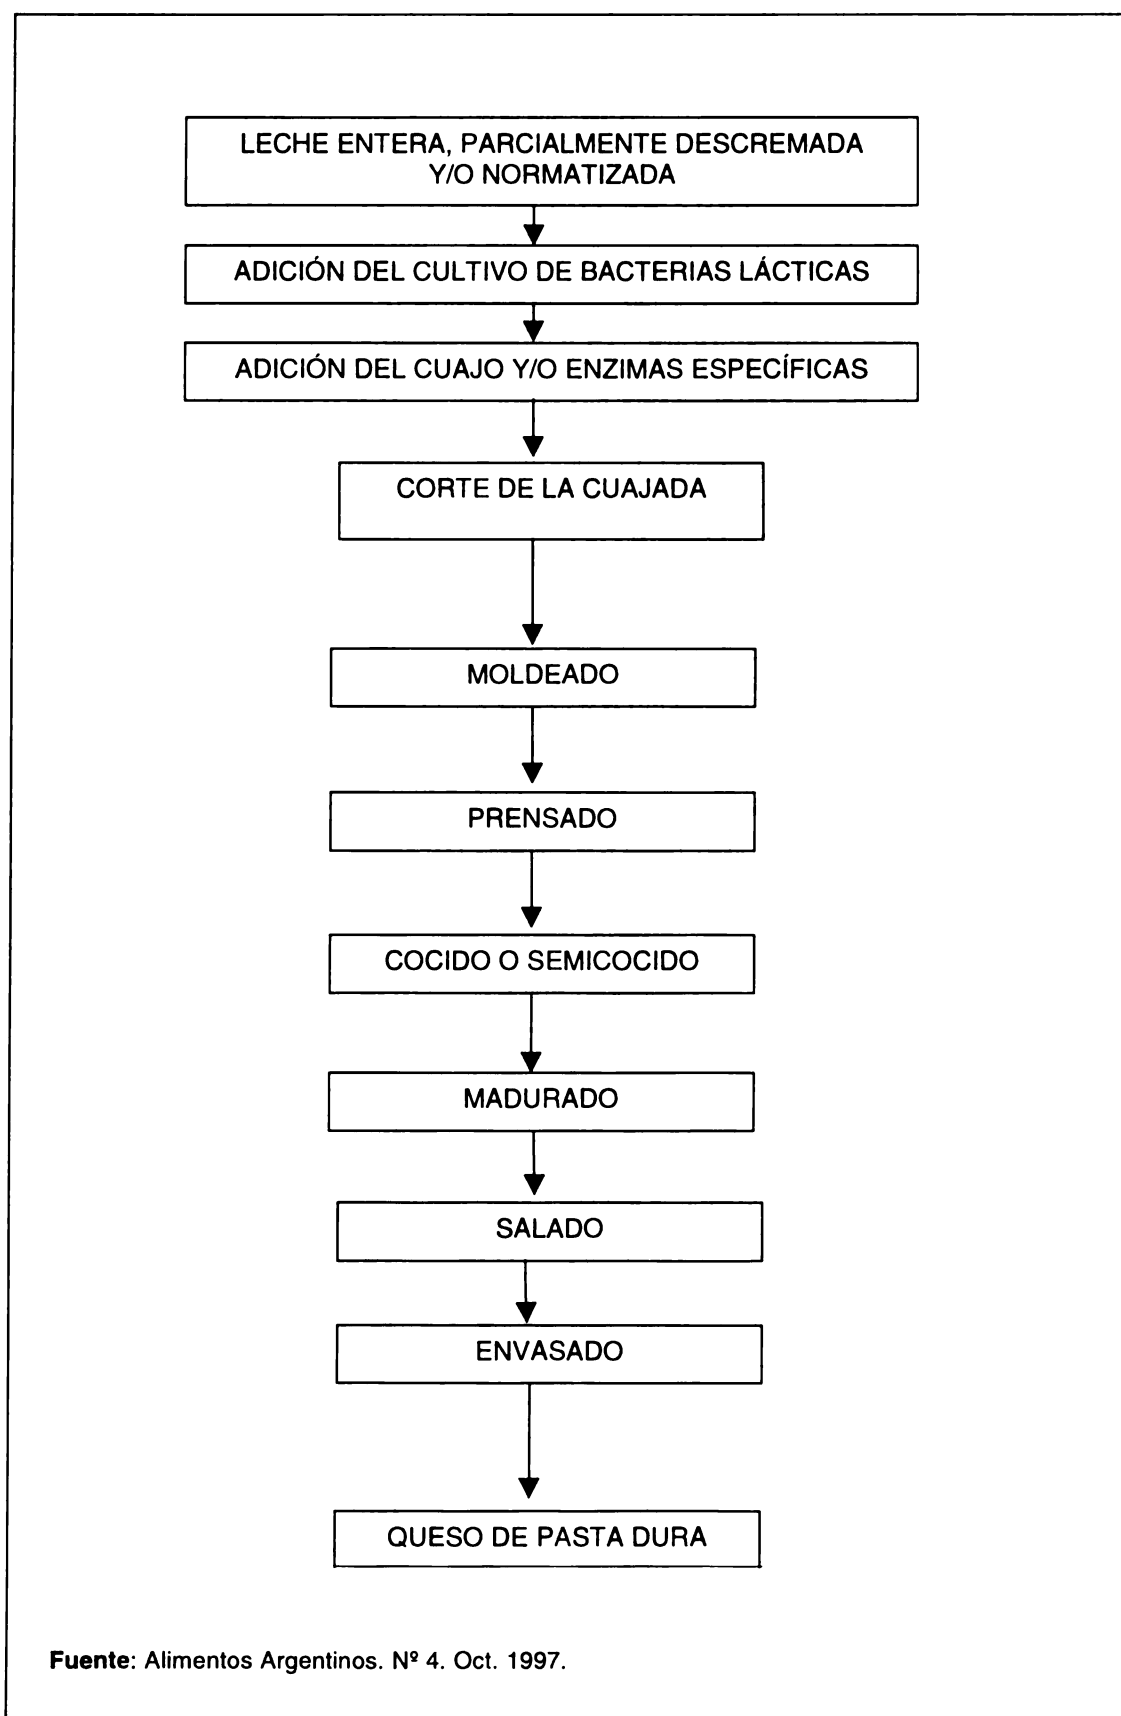 LECHE ENTERA, PARCIALMENTE DESCREMADA
Y/O NORMATIZADA
ADICIÓN DEL CULTIVO DE BACTERIAS LÁCTICAS
ADICIÓN DEL CUAJO Y/O ENZIMAS ESPECÍFICAS
CORTE DE LA CUAJADA
MOLDEADO
PRENSADO
COCIDO O SEMICOCIDO
MADURADO
SALADO
ENVASADO
QUESO DE PASTA DURA
Fuente: Alimentos Argentinos. Nº 4. Oct. 1997.